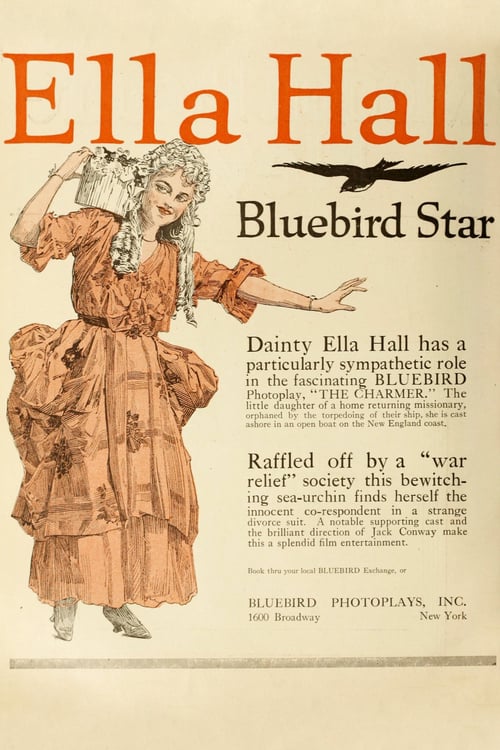 Ella Hall
Bluebird Star
Dainty Ella Hall has a
particularly sympathetic role
in the fascinating BLUEBIRD
Photoplay, "THE CHARMER." The
little daughter of a home returning missionary,
orphaned by the torpedoing of their ship, she is cast
ashore in an open boat on the New England coast.
Raffled off by a "war
relief" society this bewitch-
ing sea-urchin finds herself the
innocent co-respondent in a strange
divorce suit. A notable supporting cast and
the brilliant direction of Jack Conway make
this a splendid film entertainment.
Book thru your local BLUEBIRD Exchange, or
BLUEBIRD PHOTOPLAYS, INC.
1600 Broadway New York